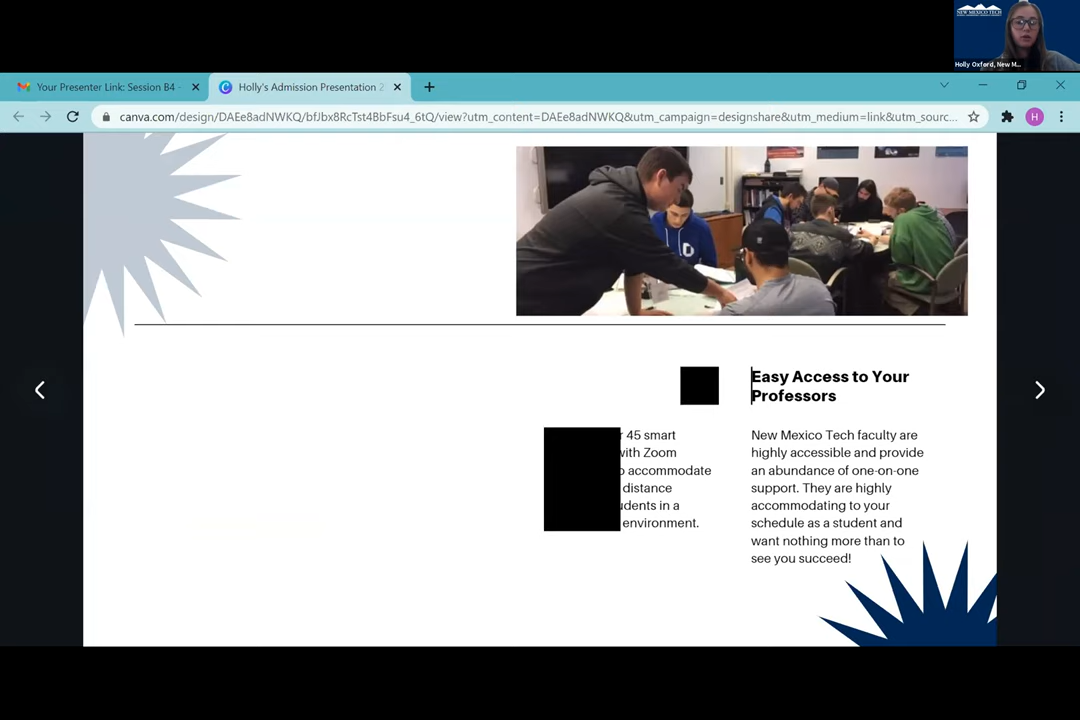 NEW MEXICO TECH
Holly Oxford, New M...
Your Presenter Link: Session B4 -
Holly's Admission Presentation 2
canva.com/design/DAEe8adNWKQ/bfJbx8RcTst4BbFsu4_6tQ/view?utm_content=DAEe8adNWKQ&utm_campaign=designshare&utm_medium=link&utm_sourc...
H
D
Easy Access to Your
Professors
45 smart
with Zoom
accommodate
distance
in a
environment.
New Mexico Tech faculty are
highly accessible and provide
an abundance of one-on-one
support. They are highly
accommodating to your
schedule as a student and
want nothing more than to
see you succeed!